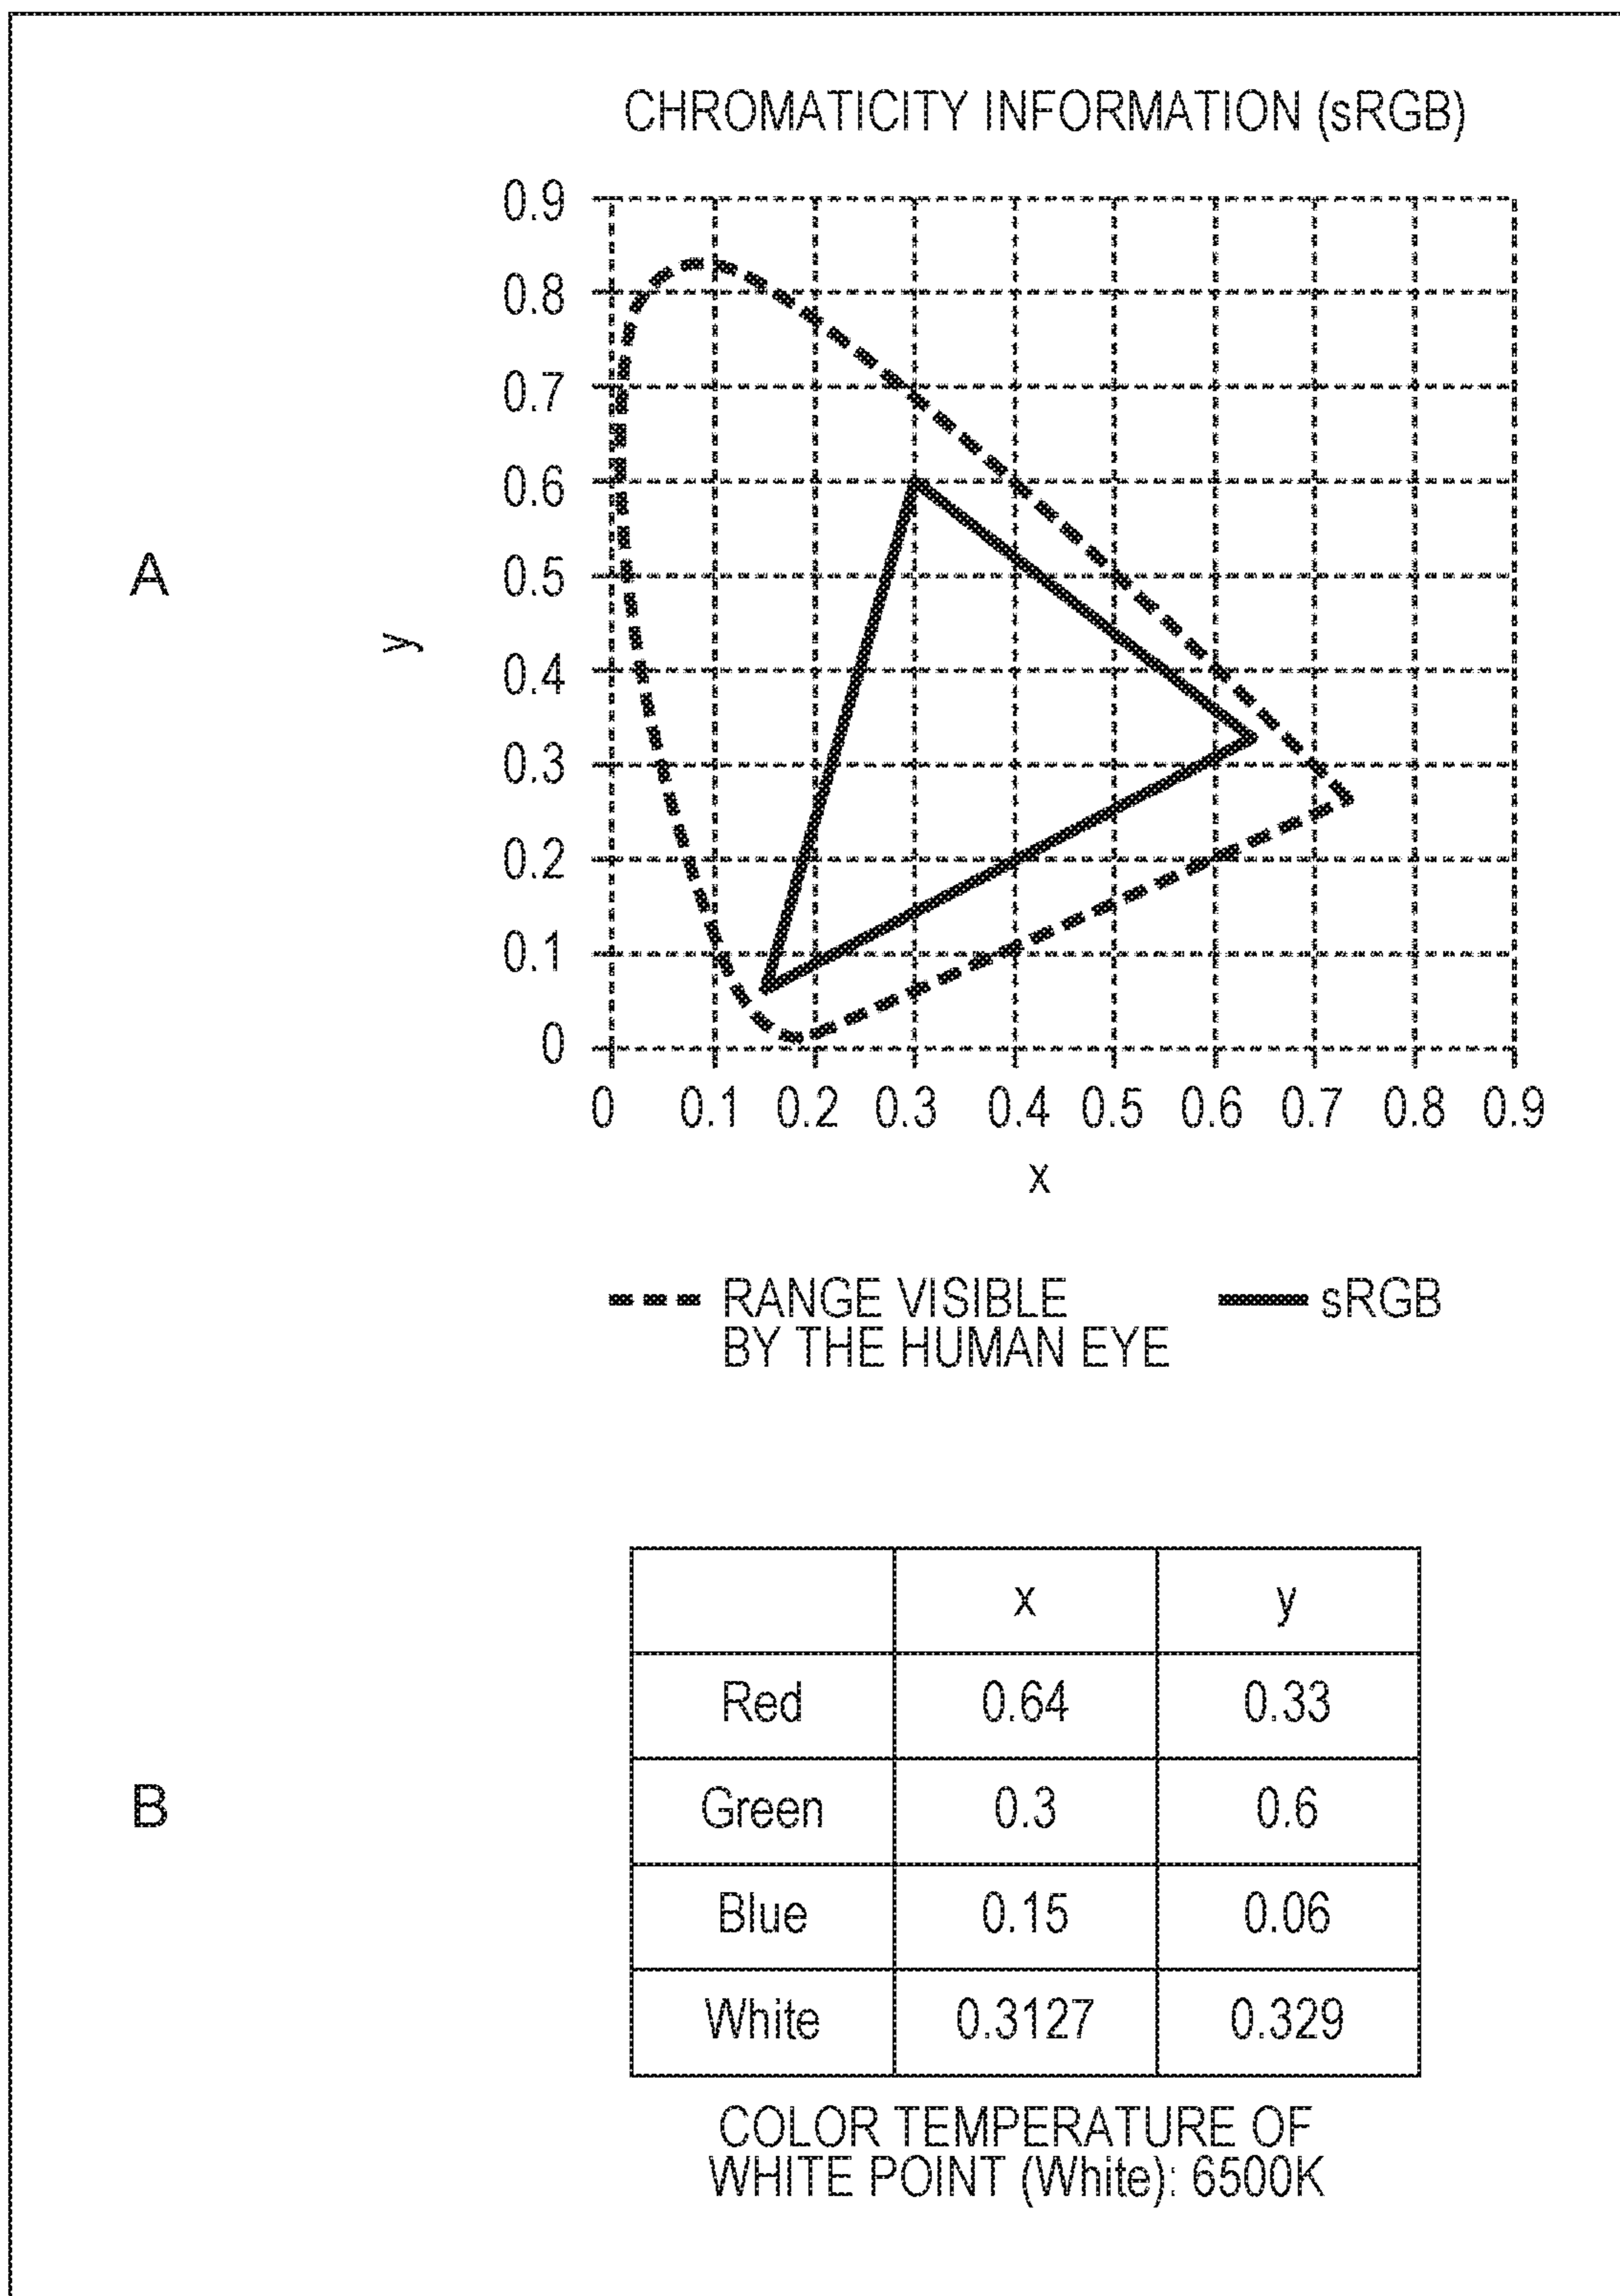 CHROMATICITY INFORMATION (sRGB)
0.9
0.8
0.7
0.6
0.5
0.4
0.3
0.2
0.1
0
A
y
0 0.1 0.2 0.3 0.4 0.5 0.6 0.7 0.8 0.9
x
RANGE VISIBLE
BY THE HUMAN EYE
sRGB
B
x y
Red 0.64 0.33
Green 0.3 0.6
Blue 0.15 0.06
White 0.3127 0.329
COLOR TEMPERATURE OF
WHITE POINT (White): 6500K